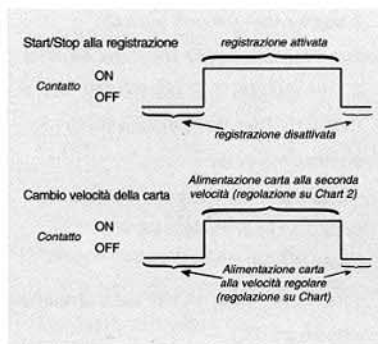 Start/Stop alla registrazione
registrazione attivata
Contatto
ON
OFF
registrazione disattivata
Cambio velocità della carta
Alimentazione carta alla seconda
velocità (regolazione su Chart 2)
Contatto
ON
OFF
Alimentazione carta
alla velocità regolare
(regolazione su Chart)